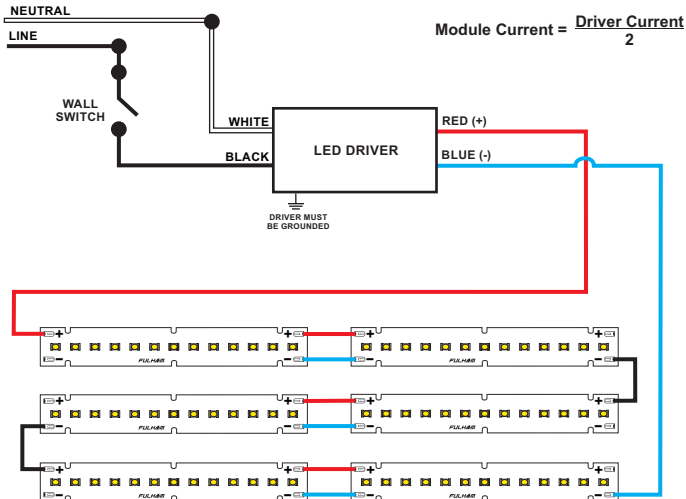 NEUTRAL
LINE
Module Current = Driver Current
2
WALL
SWITCH
WHITE
BLACK
LED DRIVER
RED (+)
BLUE (-)
DRIVER MUST
BE GROUNDED
+ + + +
- - - -
FULHAM FULHAM
+ + + +
- - - -
FULHAM FULHAM
+ + + +
- - - -
FULHAM FULHAM